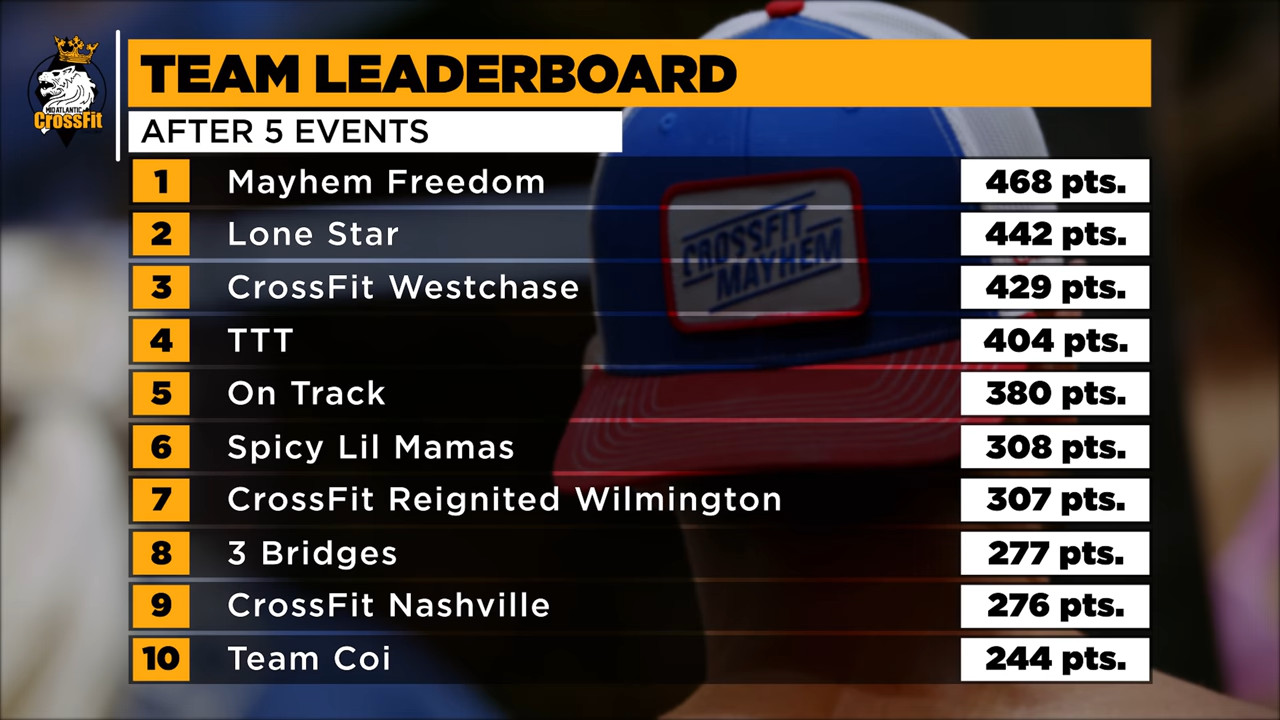 MID ATLANTIC
CrossFit
TEAM LEADERBOARD
AFTER 5 EVENTS
1 Mayhem Freedom 468 pts.
2 Lone Star 442 pts.
3 CrossFit Westchase 429 pts.
4 TTT 404 pts.
5 On Track 380 pts.
6 Spicy Lil Mamas 308 pts.
7 CrossFit Reignited Wilmington 307 pts.
8 3 Bridges 277 pts.
9 CrossFit Nashville 276 pts.
10 Team Coi 244 pts.
CROSSFIT
MAYHEM